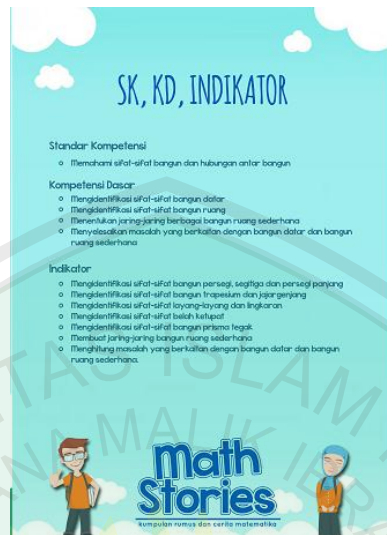 SK, KD, INDIKATOR
Standar Kompetensi
Memahami sifat-sifat bangun dan hubungan antar bangun
Kompetensi Dasar
Mengidentifikasi sifat-sifat bangun datar
Mengidentifikasi sifat-sifat bangun ruang
Menentukan jaring-jaring berbagai bangun ruang sederhana
Menyelesaikan masalah yang berkaitan dengan bangun datar dan bangun
ruang sederhana
Indikator
Mengidentifikasi sifat-sifat bangun persegi, segitiga dan persegi panjang
Mengidentifikasi sifat-sifat bangun trapesium dan jajargenjang
Mengidentifikasi sifat-sifat layang-layang dan lingkaran
Mengidentifikasi sifat-sifat belah ketupat
Mengidentifikasi sifat-sifat bangun prisma tegak
Membuat jaring-jaring bangun ruang sederhana
Menghitung masalah yang berkaitan dengan bangun datar dan bangun
ruang sederhana.
TAS ISLAM
MALIK
Math
Stories
kumpulan rumus dan cerita matematika